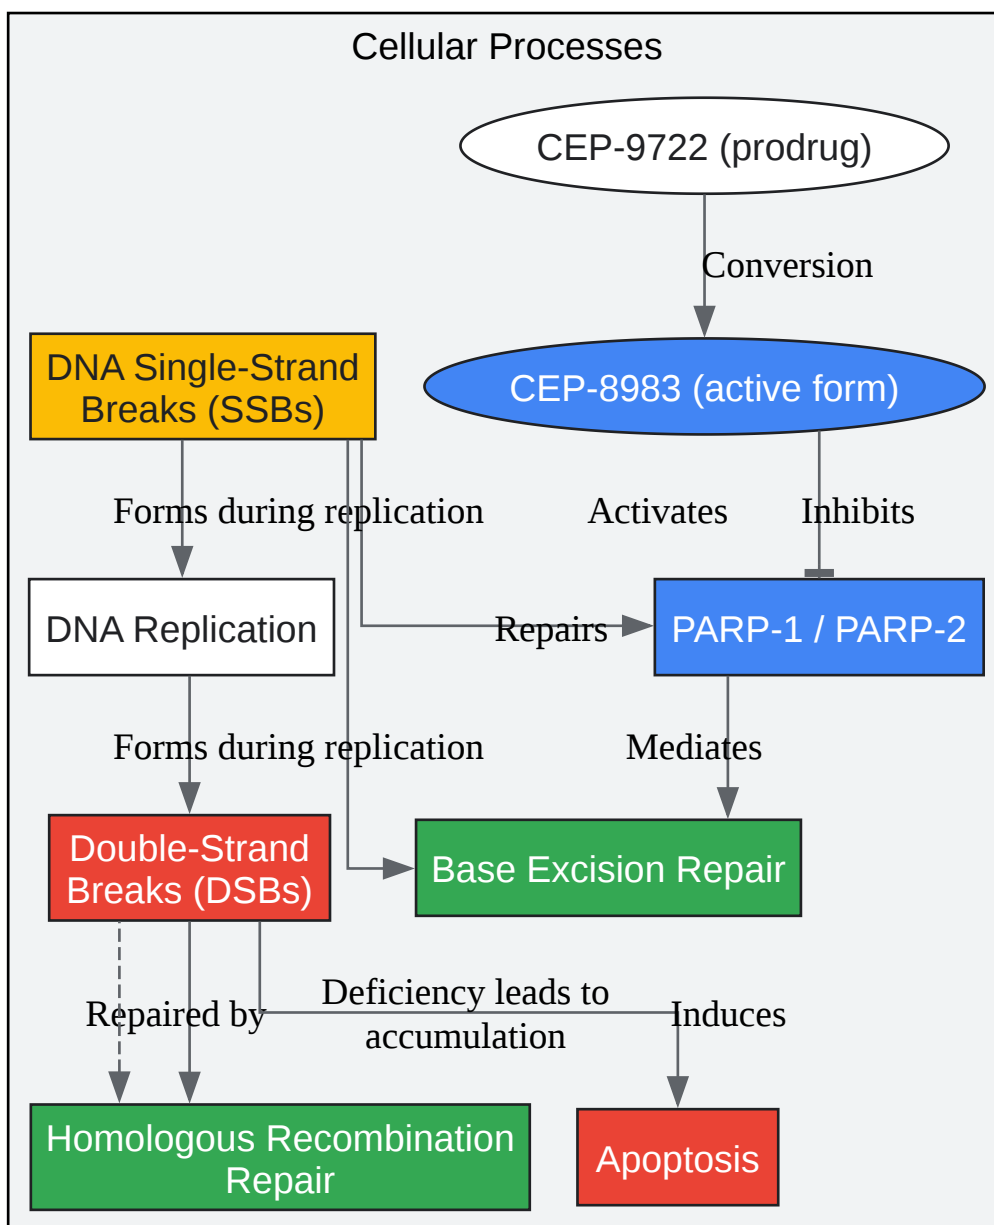 Cellular Processes
CEP-9722 (prodrug)
Conversion
DNA Single-Strand
Breaks (SSBs)
CEP-8983 (active form)
Forms during replication
Activates
Inhibits
DNA Replication
Repairs
PARP-1 / PARP-2
Forms during replication
Mediates
Double-Strand
Breaks (DSBs)
Base Excision Repair
Repaired by
Deficiency leads to
accumulation
Induces
Homologous Recombination
Repair
Apoptosis